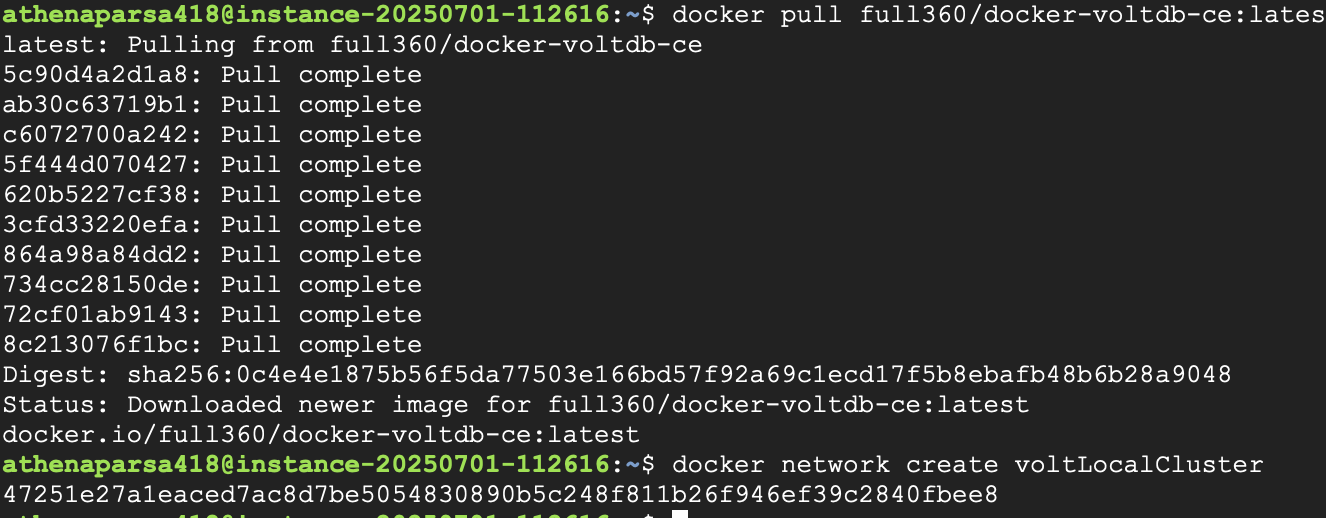 athenaparsa418@instance-20250701-112616:~$ docker pull full360/docker-voltdb-ce:lates
latest: Pulling from full360/docker-voltdb-ce
5c90d4a2d1a8: Pull complete
ab30c63719b1: Pull complete
c6072700a242: Pull complete
5f444d070427: Pull complete
620b5227cf38: Pull complete
3cfd33220efa: Pull complete
864a98a84dd2: Pull complete
734cc28150de: Pull complete
72cf01ab9143: Pull complete
8c213076f1bc: Pull complete
Digest: sha256:0c4e4e1875b56f5da77503e166bd57f92a69c1ecd17f5b8ebafb48b6b28a9048
Status: Downloaded newer image for full360/docker-voltdb-ce:latest
docker.io/full360/docker-voltdb-ce:latest
athenaparsa418@instance-20250701-112616:~$ docker network create voltLocalCluster
47251e27a1eaced7ac8d7be5054830890b5c248f811b26f946ef39c2840fbee8
athenaparsa418@instance-20250701-112616:~$